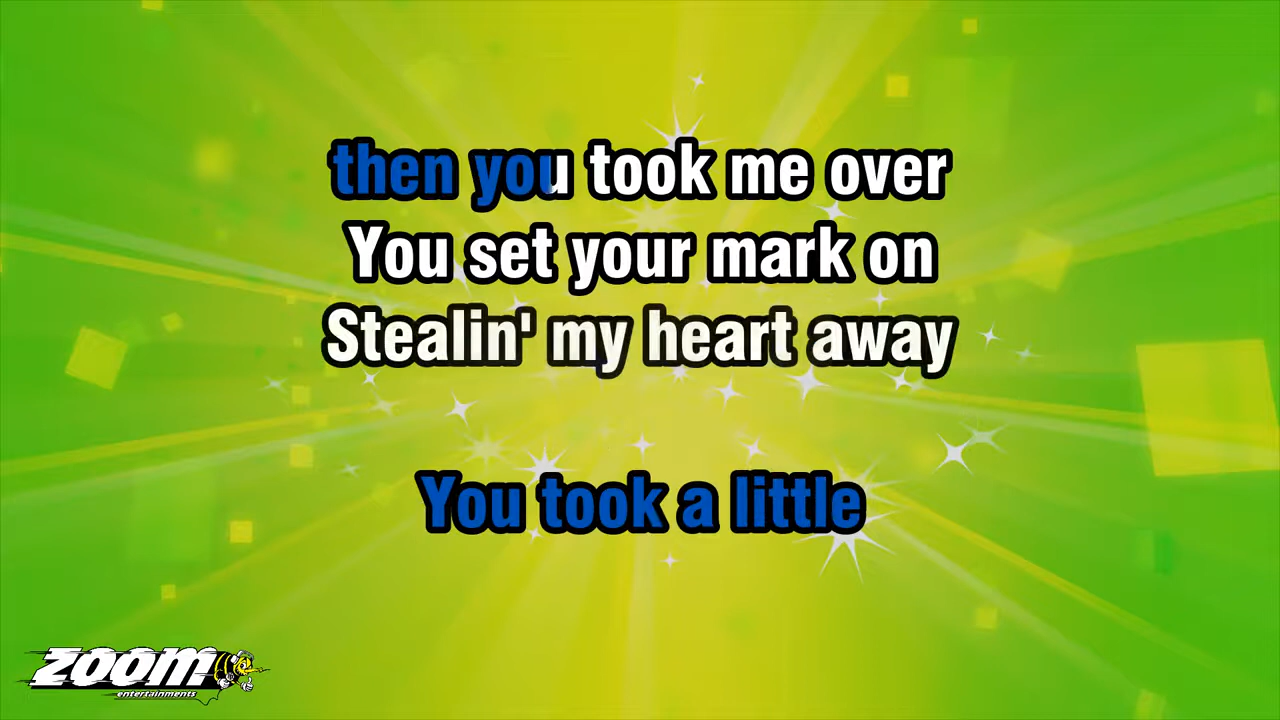 then you took me over
You set your mark on
Stealin' my heart away
You took a little
ZOOM
entertainments